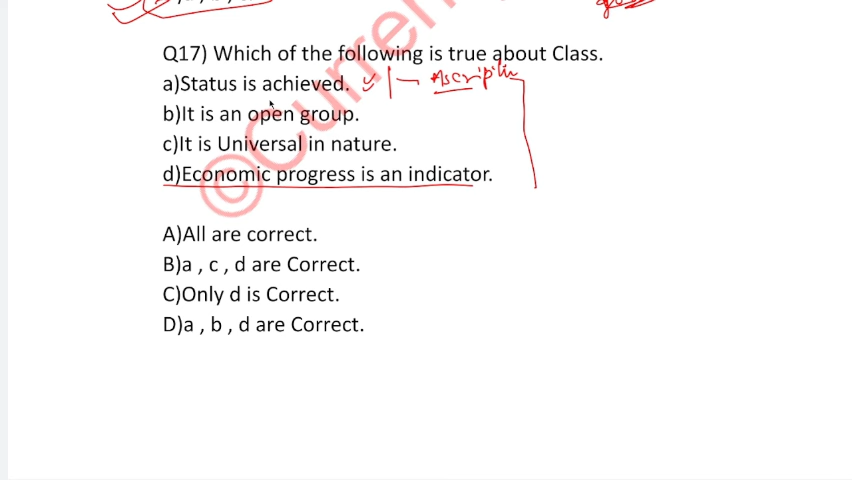 Q17) Which of the following is true about Class.
a)Status is achieved.
b)It is an open group.
c)It is Universal in nature.
d)Economic progress is an indicator.
A)All are correct.
B)a , c , d are Correct.
C)Only d is Correct.
D)a , b , d are Correct.
©Curren